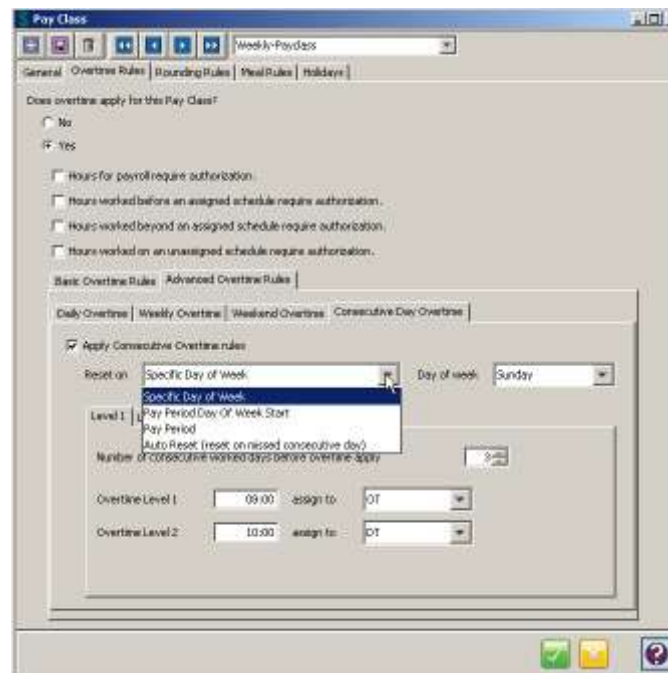 Pay Class
Weekly-Payclass
General Overtime Rules Rounding Rules Meal Rules Holidays
Does overtime apply for this Pay Class?
No
Yes
Hours for payroll require authorization.
Hours worked before an assigned schedule require authorization.
Hours worked beyond an assigned schedule require authorization.
Hours worked on an unassigned schedule require authorization.
Basic Overtime Rules Advanced Overtime Rules
Daily Overtime Weekly Overtime Weekend Overtime Consecutive Day Overtime
Apply Consecutive Overtime rules
Reset on Specific Day of Week Day of week Sunday
Specific Day of Week
Level 1 Pay Period Day Of Week Start
Pay Period
Auto Reset (reset on missed consecutive day)
Number of consecutive worked days before overtime apply
Overtime Level 1 09:00 assign to OT
Overtime Level 2 10:00 assign to OT